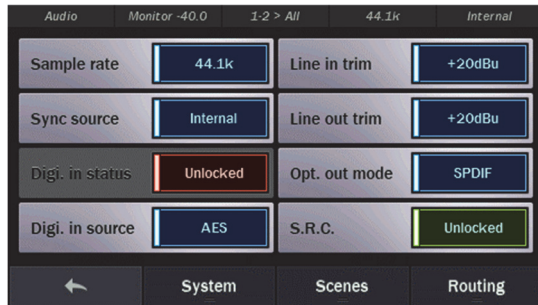 Audio Monitor -40.0 1-2 > All 44.1k Internal
Sample rate 44.1k Line in trim +20dBu
Sync source Internal Line out trim +20dBu
Digi. in status Unlocked Opt. out mode SPDIF
Digi. in source AES S.R.C. Unlocked
System Scenes Routing